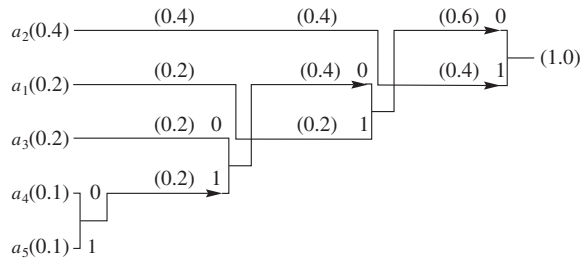 a₂(0.4) (0.4) (0.4) (0.6) 0
(1.0)
a₁(0.2) (0.2) (0.4) 0 (0.4) 1
a₃(0.2) (0.2) 0 (0.2) 1
a₄(0.1) 0 (0.2) 1
a₅(0.1) 1